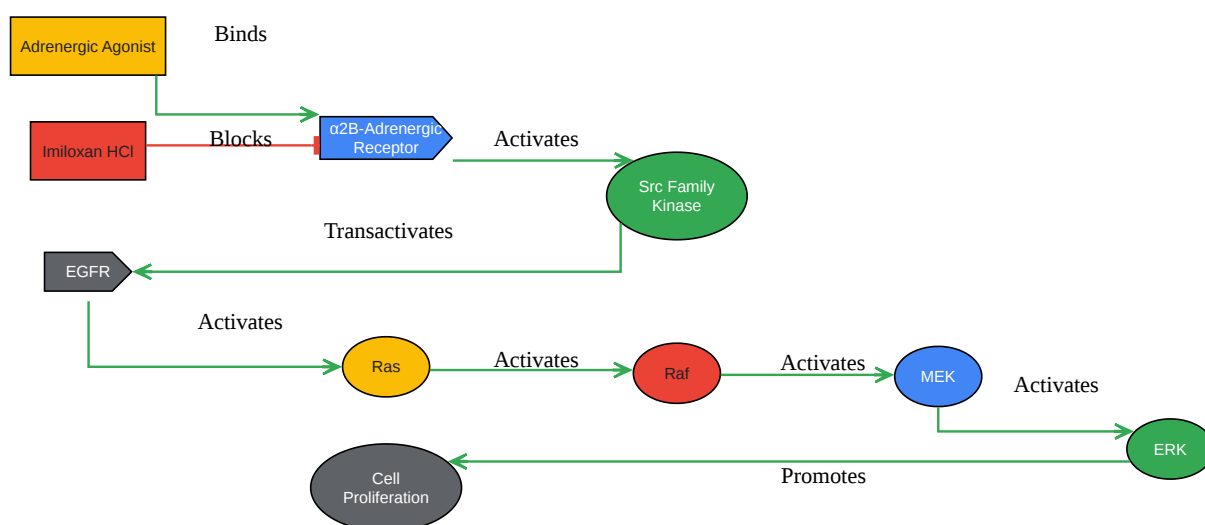 Adrenergic Agonist
Binds
Imiloxan HCl
Blocks
α2B-Adrenergic
Receptor
Activates
Src Family
Kinase
Transactivates
EGFR
Activates
Ras
Activates
Raf
Activates
MEK
Activates
ERK
Promotes
Cell
Proliferation